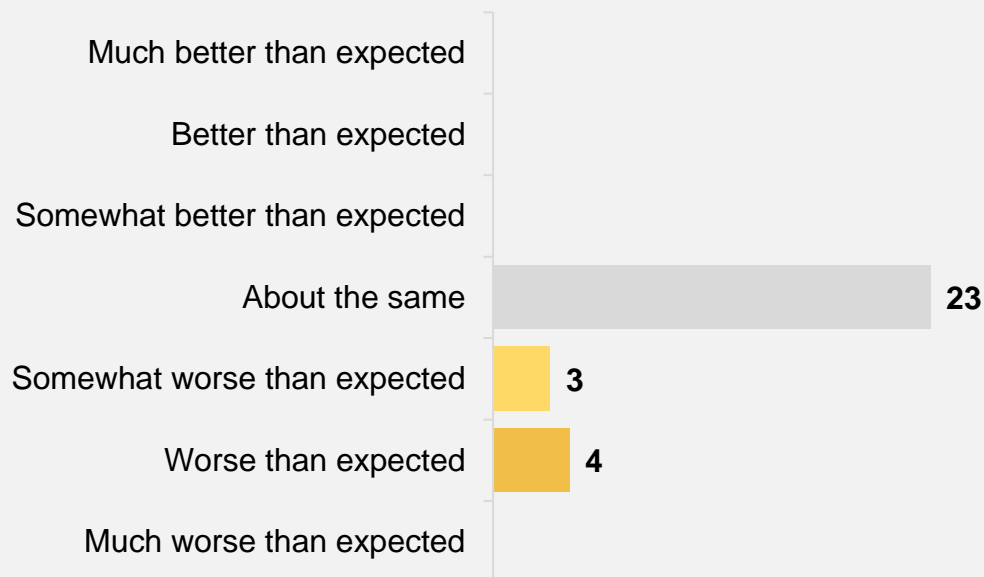 Much better than expected
Better than expected
Somewhat better than expected
About the same 23
Somewhat worse than expected 3
Worse than expected 4
Much worse than expected